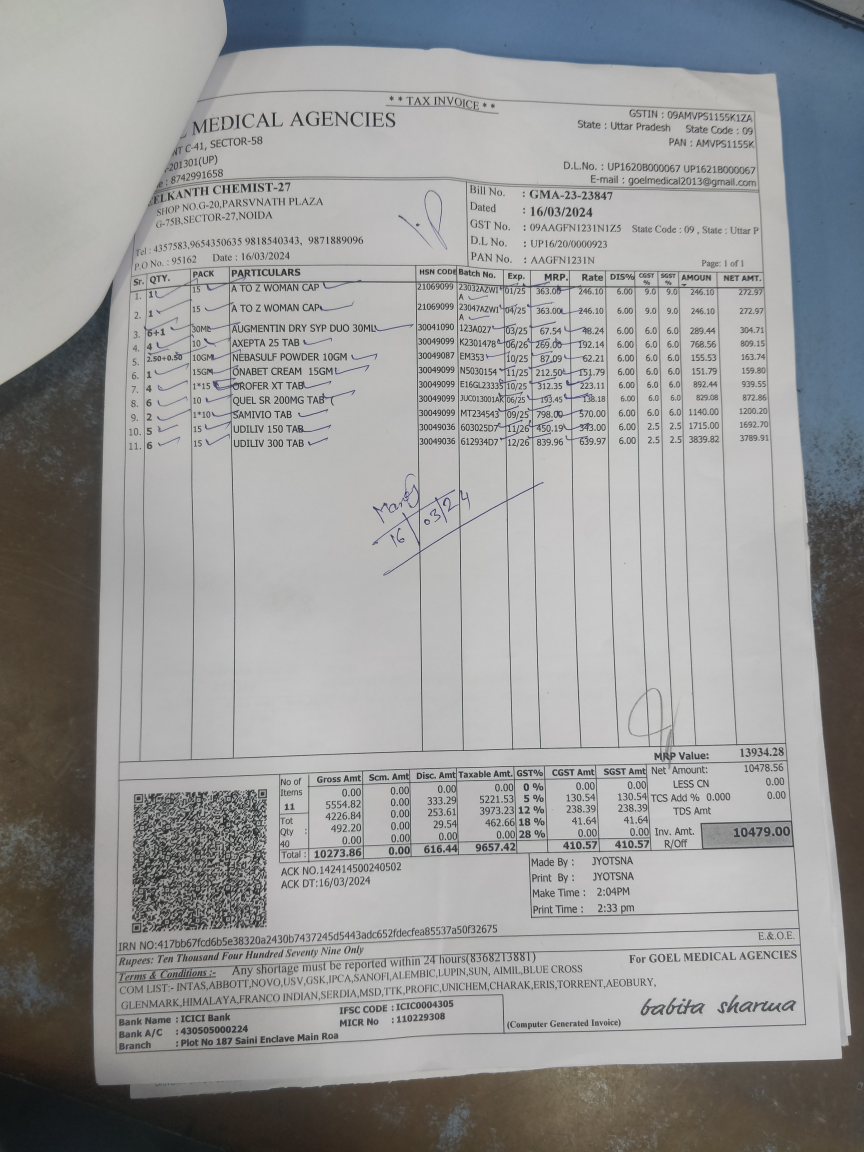 * * TAX INVOICE * *
MEDICAL AGENCIES
GSTIN : 09AMVPS1155K1ZA
State : Uttar Pradesh State Code : 09
PAN : AMVPS1155K
NT C-41, SECTOR-58
-201301(UP)
: 8742991658
D.L.No. : UP1620B000067 UP1621B000067
E-mail : goelmedical2013@gmail.com
ELKANTH CHEMIST-27
SHOP NO.G-20,PARSVNATH PLAZA
G-75B,SECTOR-27,NOIDA
Tel : 4357583,9654350635 9818540343, 9871889096
P.O No. : 95162 Date : 16/03/2024
Bill No. : GMA-23-23847
Dated : 16/03/2024
GST No. : 09AAGFN1231N1Z5 State Code : 09 , State : Uttar P
D.L No. : UP16/20/0000923
PAN No. : AAGFN1231N Page: 1 of 1
Sr. QTY. PACK PARTICULARS HSN CODE Batch No. Exp. MRP. Rate DIS% CGST % SGST % AMOUN NET AMT.
1. 1 15 A TO Z WOMAN CAP 21069099 23032AZWI A 01/25 363.00 246.10 6.00 9.0 9.0 246.10 272.97
2. 1 15 A TO Z WOMAN CAP 21069099 23047AZWI A 04/25 363.00 246.10 6.00 9.0 9.0 246.10 272.97
3. 6+1 30ML AUGMENTIN DRY SYP DUO 30ML 30041090 123A027 03/25 67.54 48.24 6.00 6.0 6.0 289.44 304.71
4. 4 10 AXEPTA 25 TAB 30049099 K2301478 06/26 269.00 192.14 6.00 6.0 6.0 768.56 809.15
5. 2.50+0.50 10GM NEBASULF POWDER 10GM 30049087 EM353 10/25 87.09 62.21 6.00 6.0 6.0 155.53 163.74
6. 1 15GM ONABET CREAM 15GM 30049099 N5030154 11/25 212.50 151.79 6.00 6.0 6.0 151.79 159.80
7. 4 1*15 OROFER XT TAB 30049099 E16GL23335 10/25 312.35 223.11 6.00 6.0 6.0 892.44 939.55
8. 6 10 QUEL SR 200MG TAB 30049099 JUC013001AR 06/25 193.45 138.18 6.00 6.0 6.0 829.08 872.86
9. 2 1*10 SAMIVIO TAB 30049099 MT234543 09/25 798.00 570.00 6.00 6.0 6.0 1140.00 1200.20
10. 5 15 UDILIV 150 TAB 30049036 603025D7 11/26 450.19 343.00 6.00 2.5 2.5 1715.00 1692.70
11. 6 15 UDILIV 300 TAB 30049036 612934D7 12/26 839.96 639.97 6.00 2.5 2.5 3839.82 3789.91
16/03/24
MRP Value: 13934.28
No of Items 11 Tot Qty : 40
Gross Amt Scm. Amt Disc. Amt Taxable Amt. GST% CGST Amt SGST Amt
0.00 0.00 0.00 0.00 0 % 0.00 0.00
5554.82 0.00 333.29 5221.53 5 % 130.54 130.54
4226.84 0.00 253.61 3973.23 12 % 238.39 238.39
492.20 0.00 29.54 462.66 18 % 41.64 41.64
0.00 0.00 0.00 0.00 28 % 0.00 0.00
Total : 10273.86 0.00 616.44 9657.42 410.57 410.57
Net Amount: 10478.56
LESS CN 0.00
TCS Add % 0.000 0.00
TDS Amt
Inv. Amt. R/Off 10479.00
ACK NO.142414500240502
ACK DT:16/03/2024
Made By : JYOTSNA
Print By : JYOTSNA
Make Time : 2:04PM
Print Time : 2:33 pm
IRN NO:417bb67fcd6b5e38320a2430b7437245d5443adc652fdecfea85537a50f32675
Rupees: Ten Thousand Four Hundred Seventy Nine Only
E.&O.E.
Terms & Conditions :- Any shortage must be reported within 24 hours(8368213881)
For GOEL MEDICAL AGENCIES
COM LIST:- INTAS,ABBOTT,NOVO,USV,GSK,IPCA,SANOFI,ALEMBIC,LUPIN,SUN, AIMIL,BLUE CROSS
GLENMARK,HIMALAYA,FRANCO INDIAN,SERDIA,MSD,TTK,PROFIC,UNICHEM,CHARAK,ERIS,TORRENT,AEOBURY,
Bank Name : ICICI Bank IFSC CODE : ICIC0004305
Bank A/C : 430505000224 MICR No : 110229308
Branch : Plot No 187 Saini Enclave Main Roa
(Computer Generated Invoice)
babita sharma